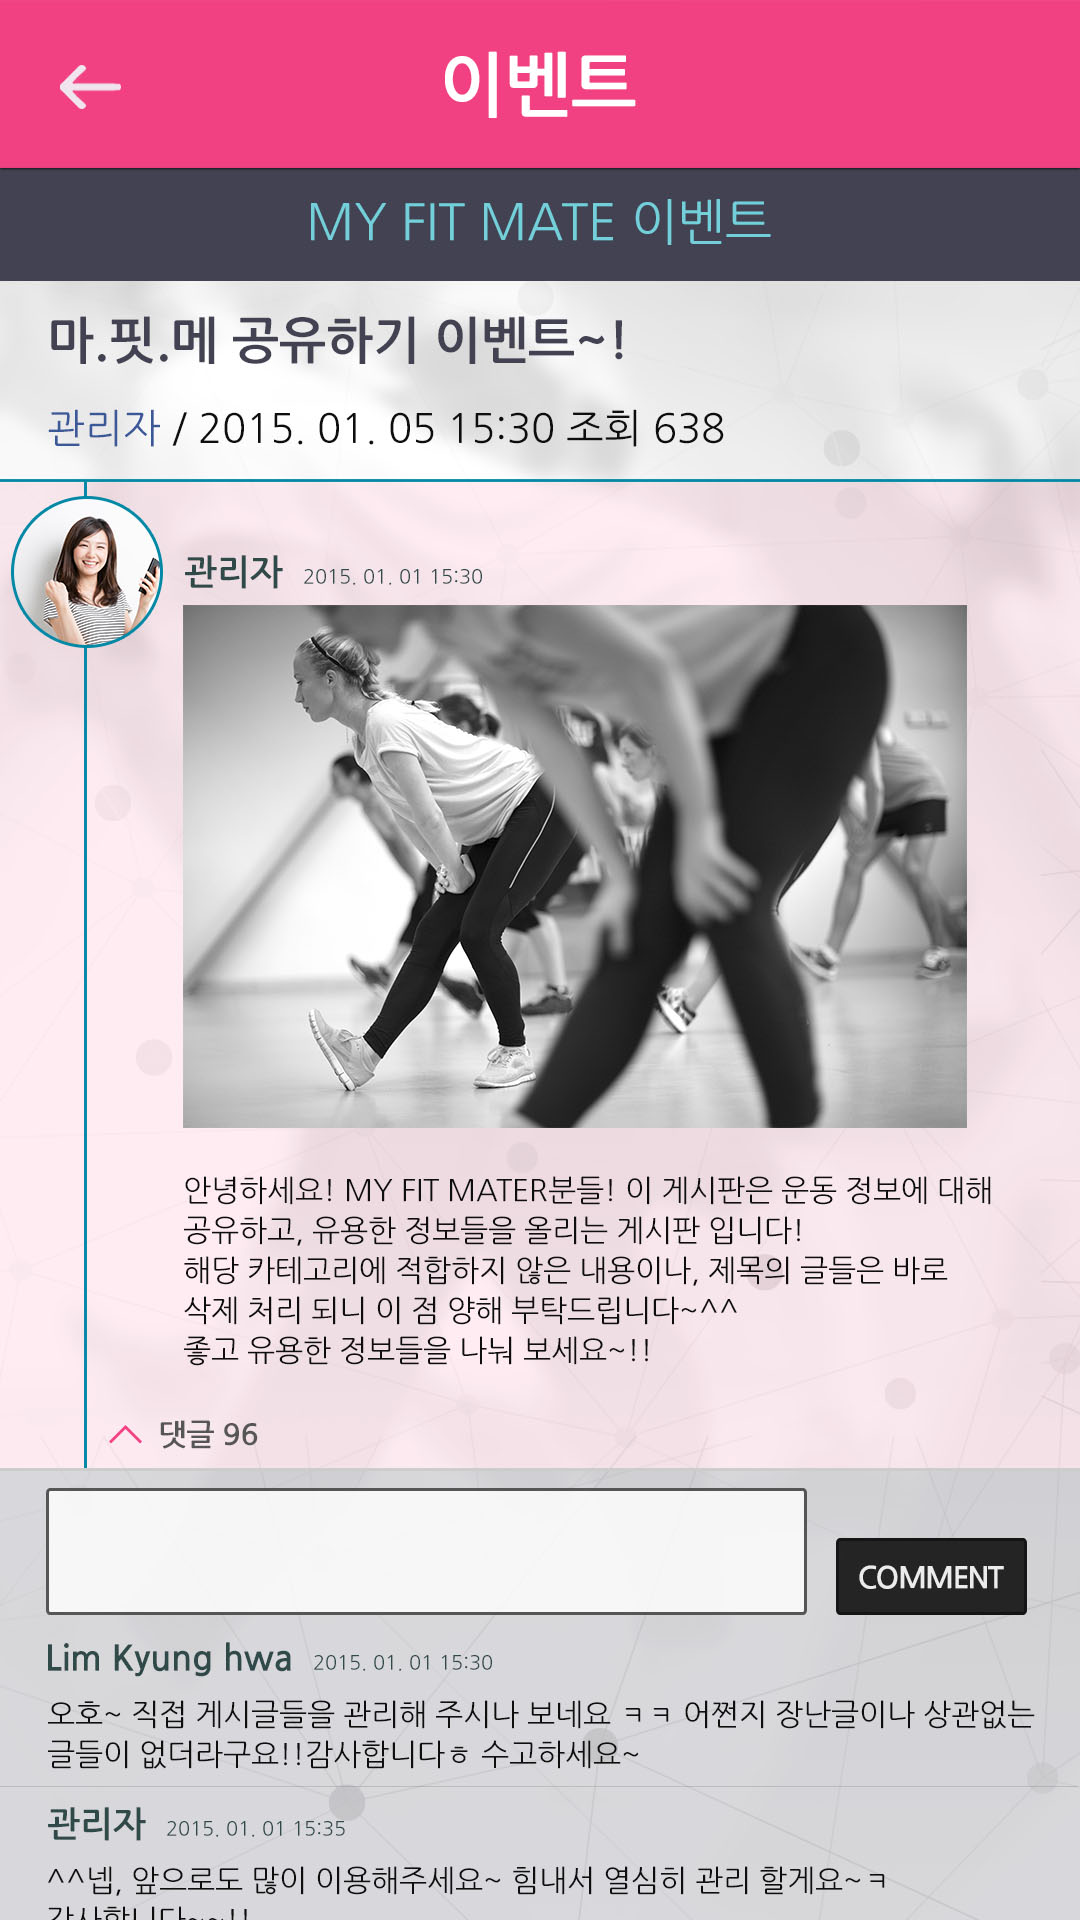 이벤트
MY FIT MATE 이벤트
마.핏.메 공유하기 이벤트~!
관리자 / 2015. 01. 05 15:30 조회 638
관리자 2015. 01. 01 15:30
안녕하세요! MY FIT MATER분들! 이 게시판은 운동 정보에 대해
공유하고, 유용한 정보들을 올리는 게시판 입니다!
해당 카테고리에 적합하지 않은 내용이나, 제목의 글들은 바로
삭제 처리 되니 이 점 양해 부탁드립니다~^^
좋고 유용한 정보들을 나눠 보세요~!!
댓글 96
COMMENT
Lim Kyung hwa 2015. 01. 01 15:30
오호~ 직접 게시글들을 관리해 주시나 보네요 ㅋㅋ 어쩐지 장난글이나 상관없는
글들이 없더라구요!!감사합니다ㅎ 수고하세요~
관리자 2015. 01. 01 15:35
^^넵, 앞으로도 많이 이용해주세요~ 힘내서 열심히 관리 할게요~ㅋ
감사합니다~~!!